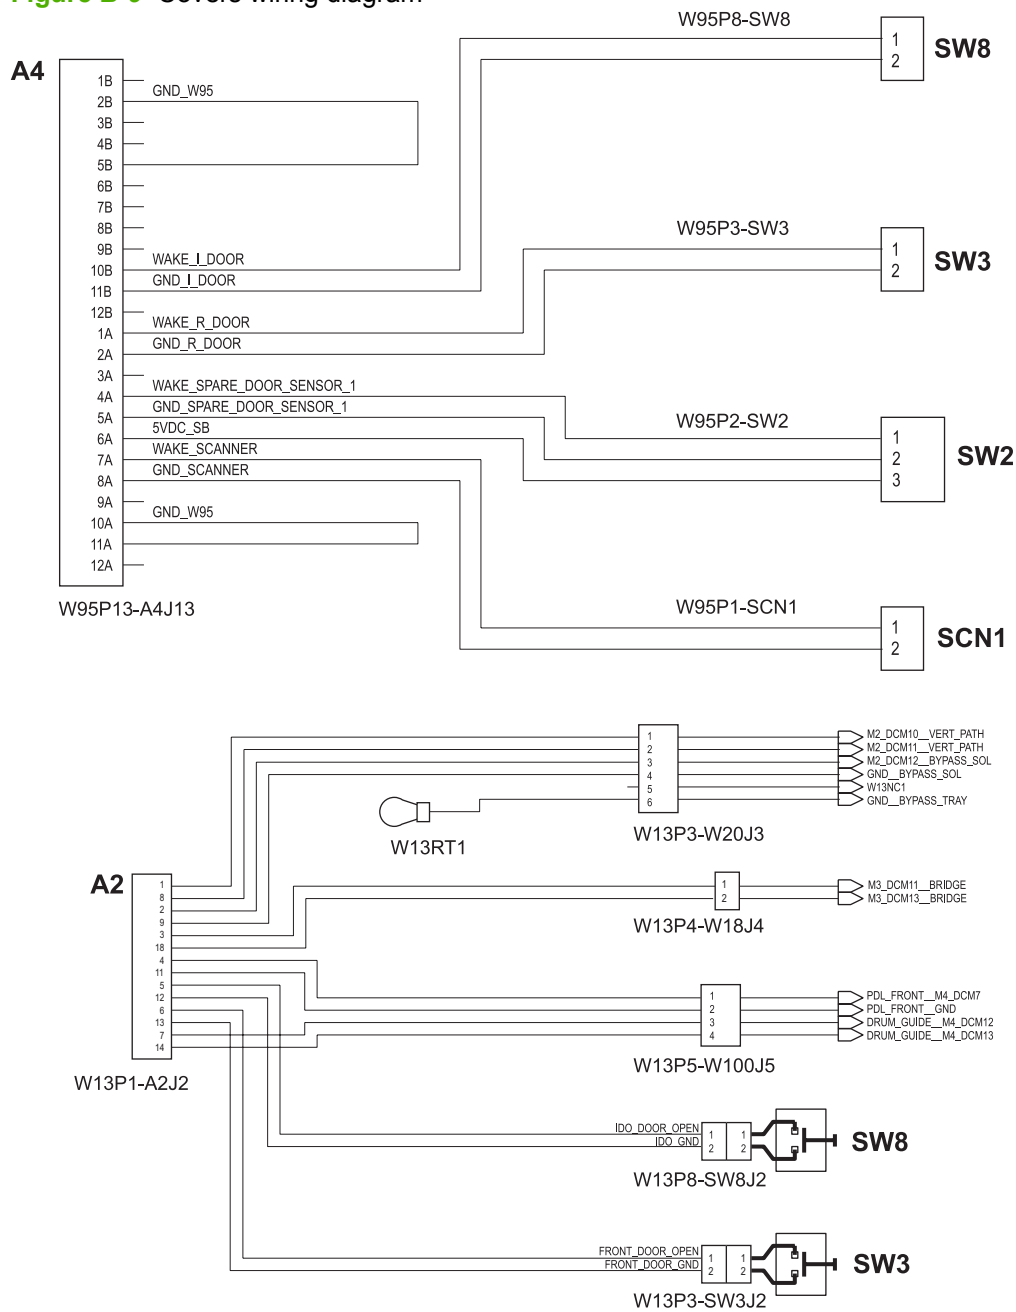 Figure B-6 Covers wiring diagram
W95P8-SW8
1
2
SW8
A4
1B
2B
3B
4B
5B
6B
7B
8B
9B
10B
11B
12B
1A
2A
3A
4A
5A
6A
7A
8A
9A
10A
11A
12A
GND_W95
WAKE_I_DOOR
GND_I_DOOR
WAKE_R_DOOR
GND_R_DOOR
WAKE_SPARE_DOOR_SENSOR_1
GND_SPARE_DOOR_SENSOR_1
5VDC_SB
WAKE_SCANNER
GND_SCANNER
GND_W95
W95P13-A4J13
W95P3-SW3
1
2
SW3
W95P2-SW2
1
2
3
SW2
W95P1-SCN1
1
2
SCN1
1
2
3
4
5
6
M2_DCM10__VERT_PATH
M2_DCM11__VERT_PATH
M2_DCM12__BYPASS_SOL
GND__BYPASS_SOL
W13NC1
GND__BYPASS_TRAY
W13RT1
W13P3-W20J3
A2
1
8
2
9
3
18
4
11
5
12
6
13
7
14
W13P1-A2J2
1
2
M3_DCM11__BRIDGE
M3_DCM13__BRIDGE
W13P4-W18J4
1
2
3
4
PDL_FRONT__M4_DCM7
PDL_FRONT__GND
DRUM_GUIDE__M4_DCM12
DRUM_GUIDE__M4_DCM13
W13P5-W100J5
IDO_DOOR_OPEN 1 1
IDO_GND 2 2
SW8
W13P8-SW8J2
FRONT_DOOR_OPEN 1 1
FRONT_DOOR_GND 2 2
SW3
W13P3-SW3J2